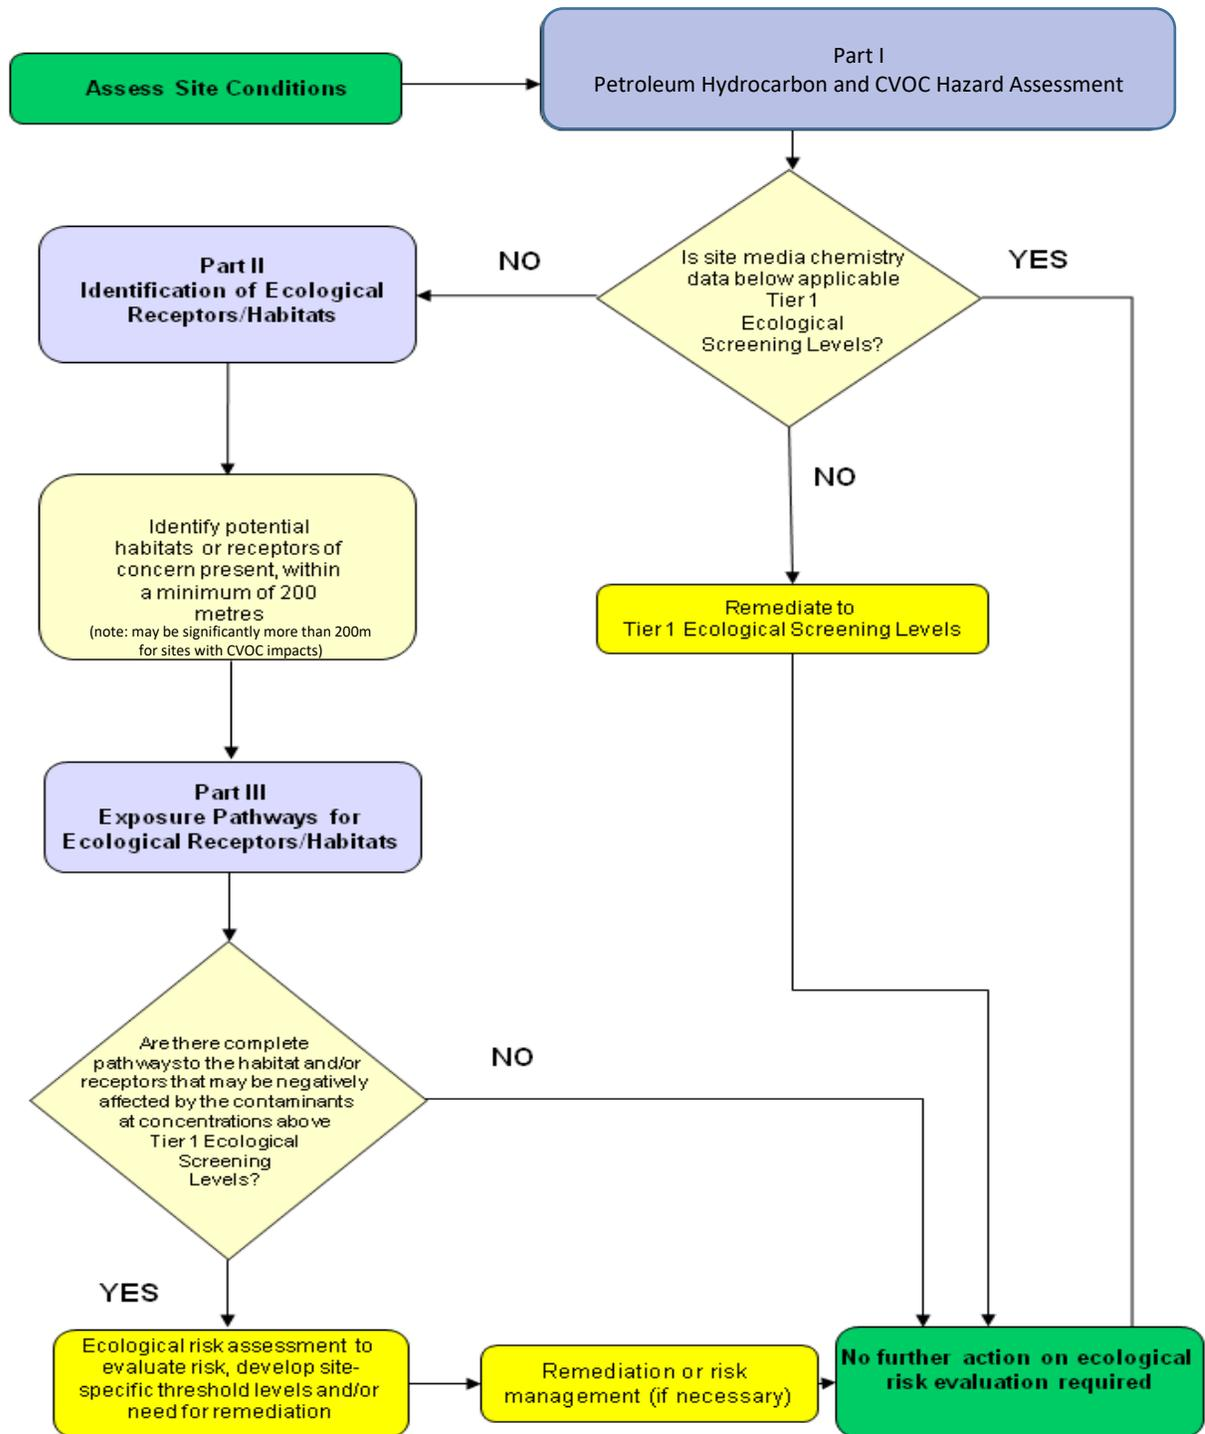 Assess Site Conditions
Part I
Petroleum Hydrocarbon and CVOC Hazard Assessment
Is site media chemistry
data below applicable
Tier 1
Ecological
Screening Levels?
NO
YES
Part II
Identification of Ecological
Receptors/Habitats
NO
Identify potential
habitats or receptors of
concern present, within
a minimum of 200
metres
(note: may be significantly more than 200m
for sites with CVOC impacts)
Remediate to
Tier 1 Ecological Screening Levels
Part III
Exposure Pathways for
Ecological Receptors/Habitats
Are there complete
pathways to the habitat and/or
receptors that may be negatively
affected by the contaminants
at concentrations above
Tier 1 Ecological
Screening
Levels?
NO
YES
Ecological risk assessment to
evaluate risk, develop site-
specific threshold levels and/or
need for remediation
Remediation or risk
management (if necessary)
No further action on ecological
risk evaluation required